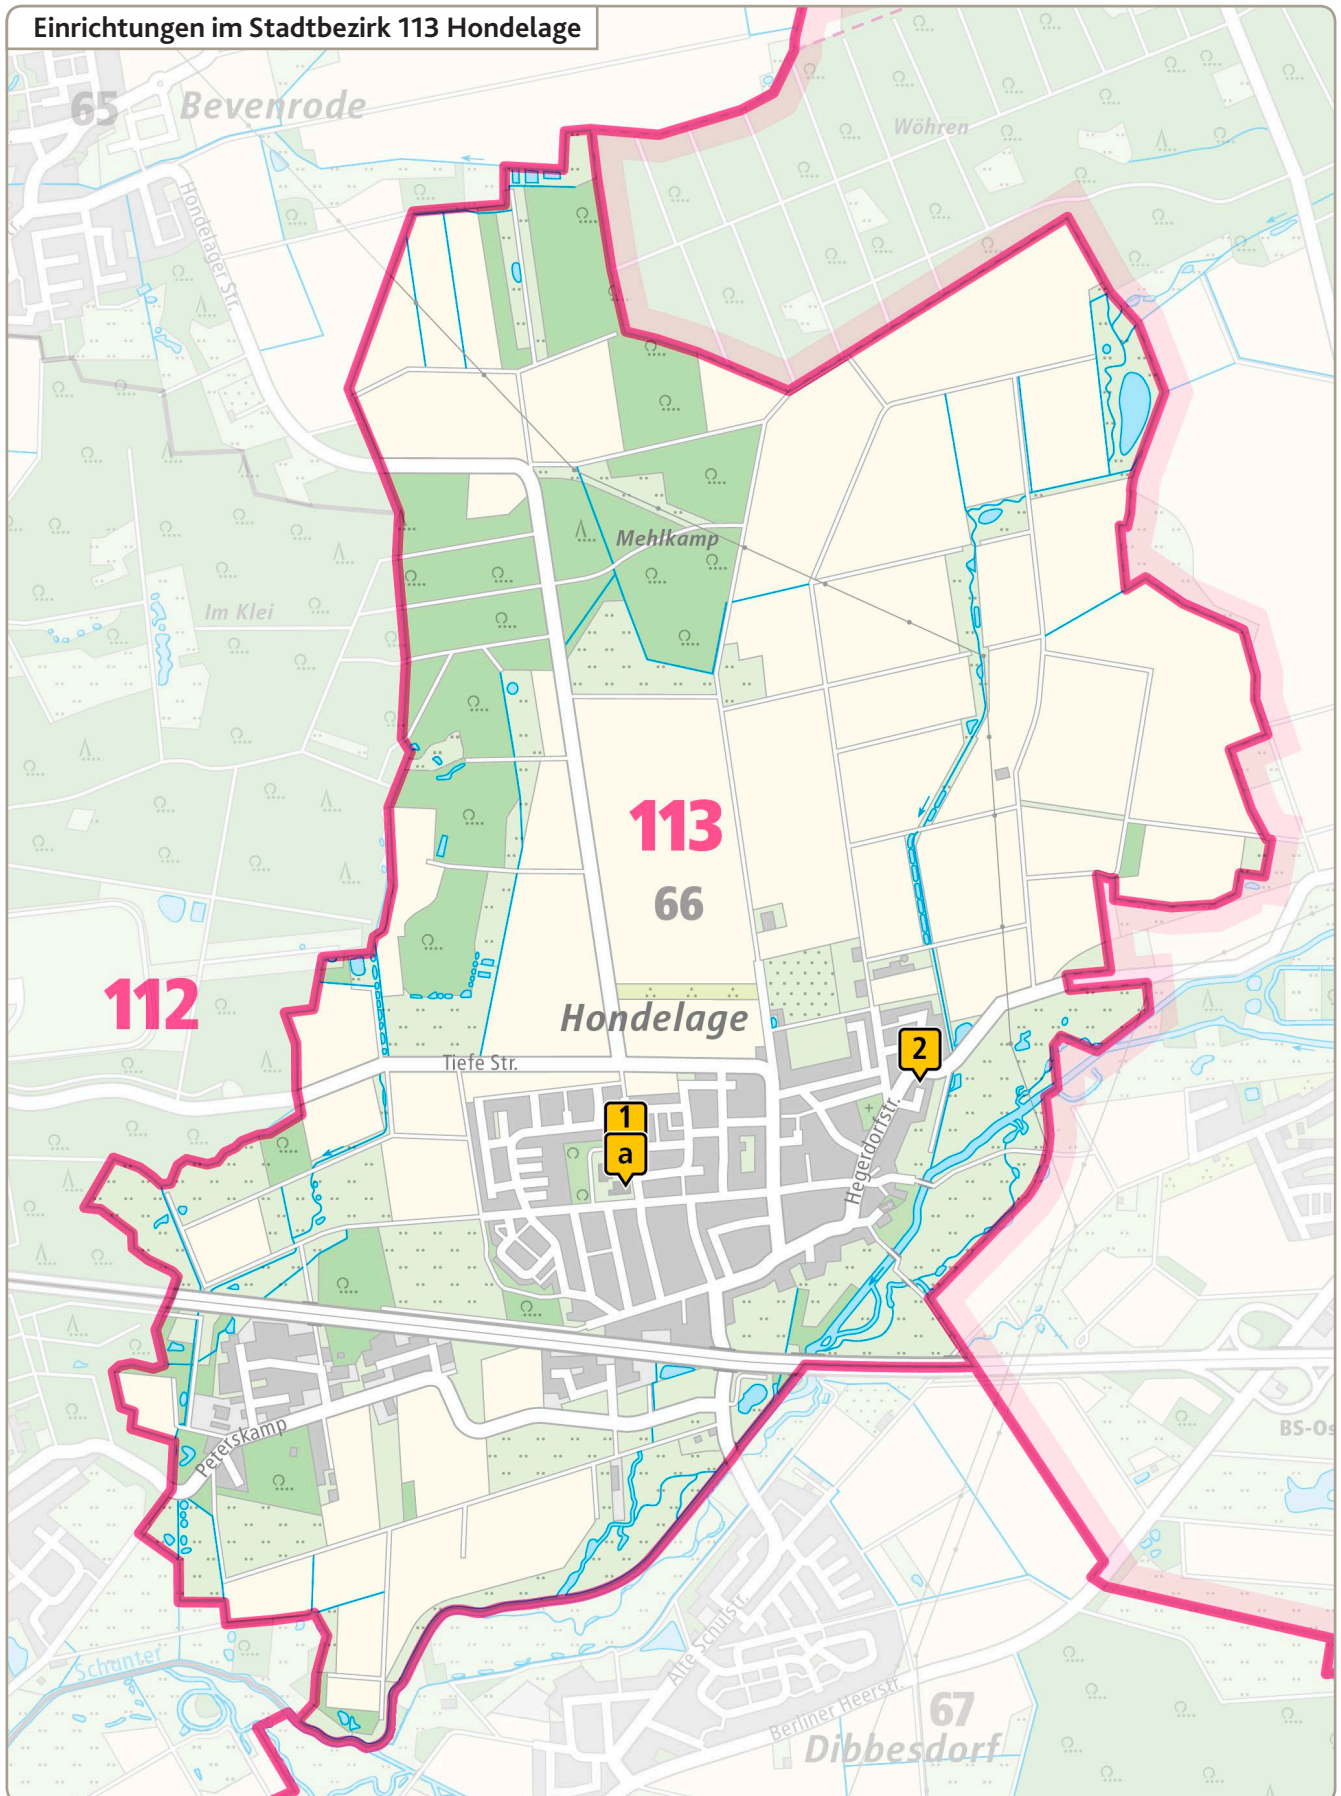 Einrichtungen im Stadtbezirk 113 Hondelage
65
Bevenrode
Wöhren
Hondelager Str.
r.
Mehlkamp
Im Klei
113
66
112
Hondelage
Tiefe Str.
2
1
a
Hegerdorfstr.
Peterskamp
BS-Os
Schunter
Alte Schulstr.
Berliner Heerstr.
67
Dibbesdorf